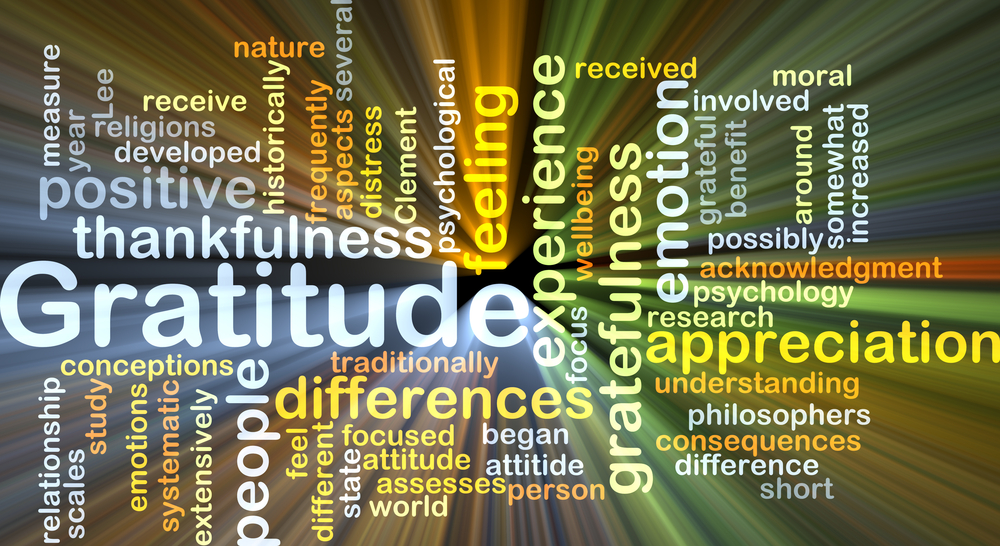 measure
year
Lee
nature
receive
religions
developed
positive
historically
frequently
aspects
several
distress
Clement
psychological
feeling
thankfulness
Gratitude
experience
received
wellbeing
focus
gratefulness
emotion
moral
involved
grateful
benefit
around
somewhat
increased
possibly
acknowledgment
psychology
research
appreciation
understanding
philosophers
consequences
difference
short
conceptions
traditionally
differences
relationship
scales
study
emotions
systematic
extensively
people
feel
different
state
focused
attitude
assesses
world
began
attitide
person